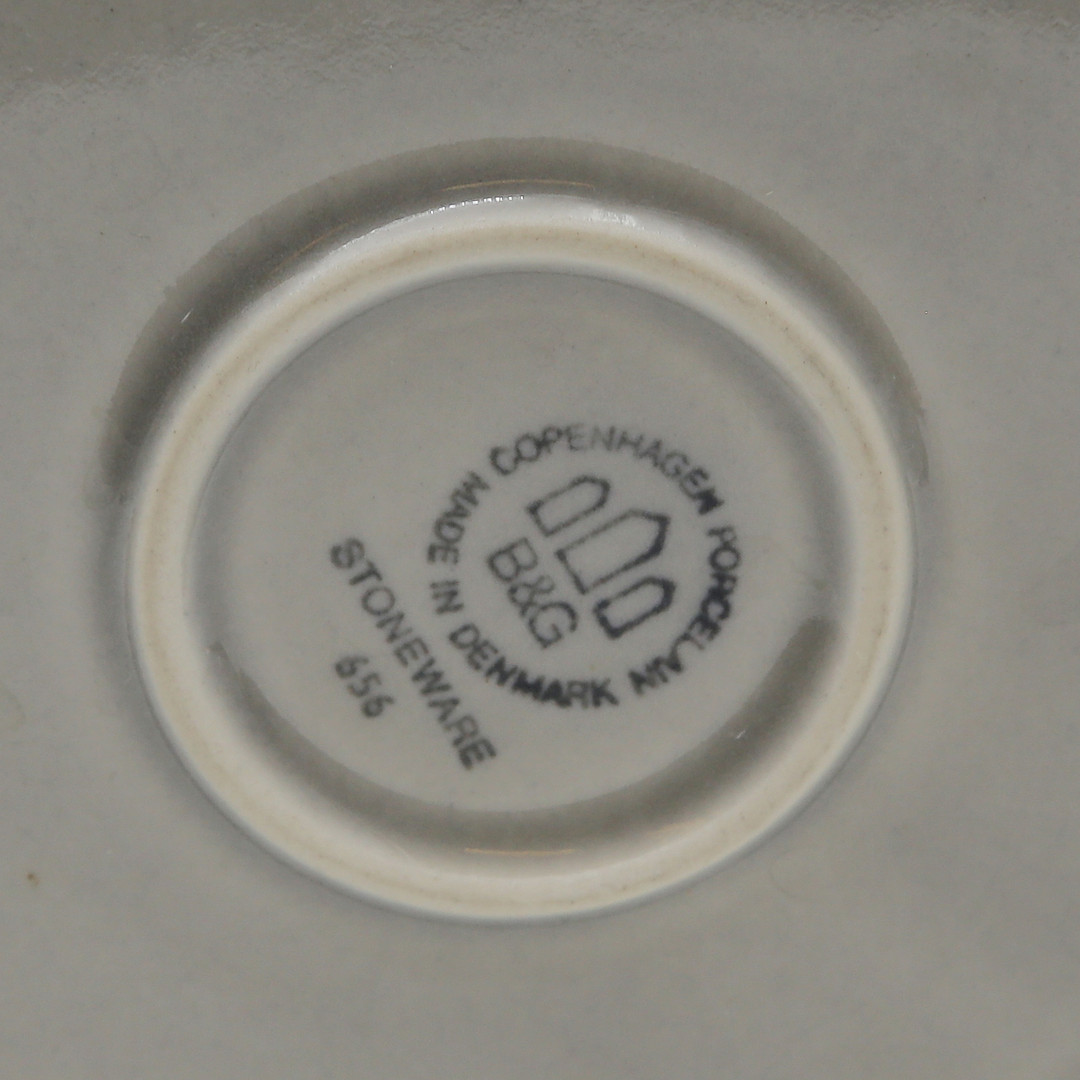 COPENHAGEN PORCELAIN
MADE IN DENMARK
B&G
STONEWARE
656